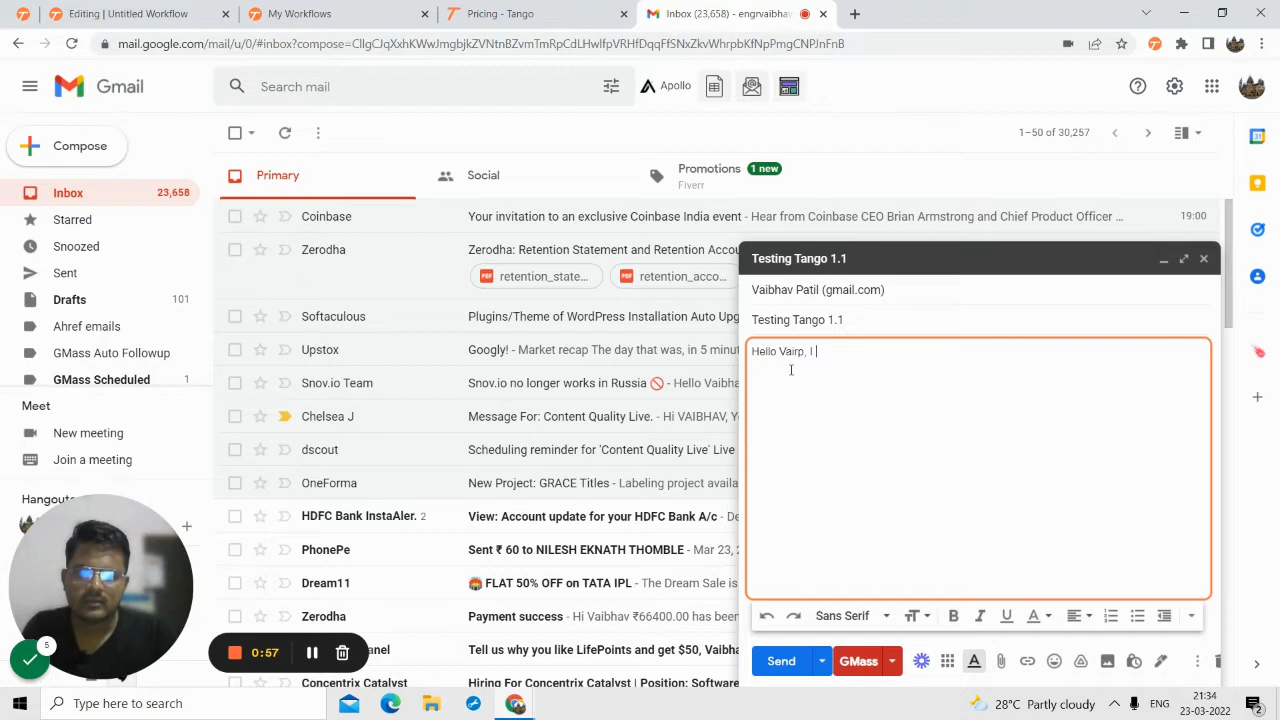 New Tab
Untitled Workflow
My Workflows
Pricing - Tango
Inbox (23,658) - engrvaibhav
mail.google.com/mail/u/0/#inbox?compose=
Gmail
Search mail
Apollo
Compose
1–50 of 30,257
Primary
Social
Promotions 1 new
Fiverr
Inbox 23,658
Starred
Snoozed
Sent
Drafts 101
Ahref emails
GMass Auto Followup
GMass Scheduled 1
Meet
New meeting
Join a meeting
Hangouts
Coinbase Your invitation to an exclusive Coinbase India event - Hear from Coinbase CEO Brian Armstrong and Chief Product Officer … 19:00
Zerodha Zerodha: Retention Statement and Retention Accou
PDF retention_state... PDF retention_acco...
Softaculous Plugins/Theme of WordPress Installation Auto Upg
Upstox Googly! - Market recap The day that was, in 5 minut
Snov.io Team Snov.io no longer works in Russia 🚫 - Hello Vaibha
Chelsea J Message For: Content Quality Live. - Hi VAIBHAV, Yo
dscout Scheduling reminder for 'Content Quality Live' Live
OneForma New Project: GRACE Titles - Labeling project availa
HDFC Bank InstaAler. 2 View: Account update for your HDFC Bank A/c - De
PhonePe Sent ₹ 60 to NILESH EKNATH THOMBLE - Mar 23, 2
Dream11 FLAT 50% OFF on TATA IPL - The Dream Sale is
Zerodha Payment success - Hi Vaibhav ₹66400.00 has been
Tell us why you like LifePoints and get $50, Vaibha
Concentrix Catalyst Hiring For Concentrix Catalyst | Position: Software
Testing Tango 1.1
Vaibhav Patil (gmail.com)
Testing Tango 1.1
Hello Vairp, I
Sans Serif
Send
GMass
5
0:57
Type here to search
28°C Partly cloudy
ENG
21:34
23-03-2022
2